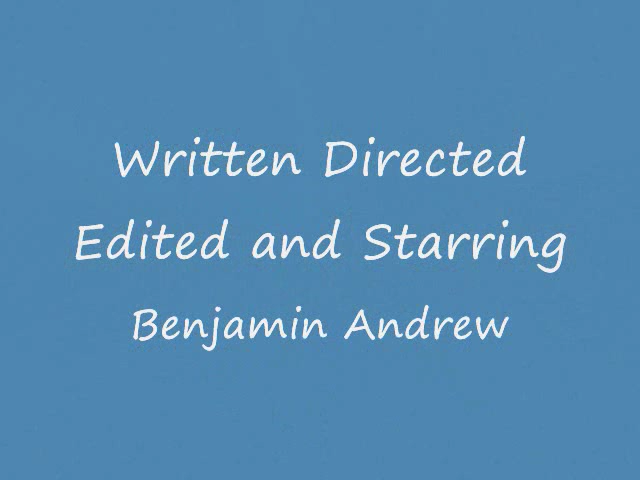 Written Directed
Edited and Starring
Benjamin Andrew